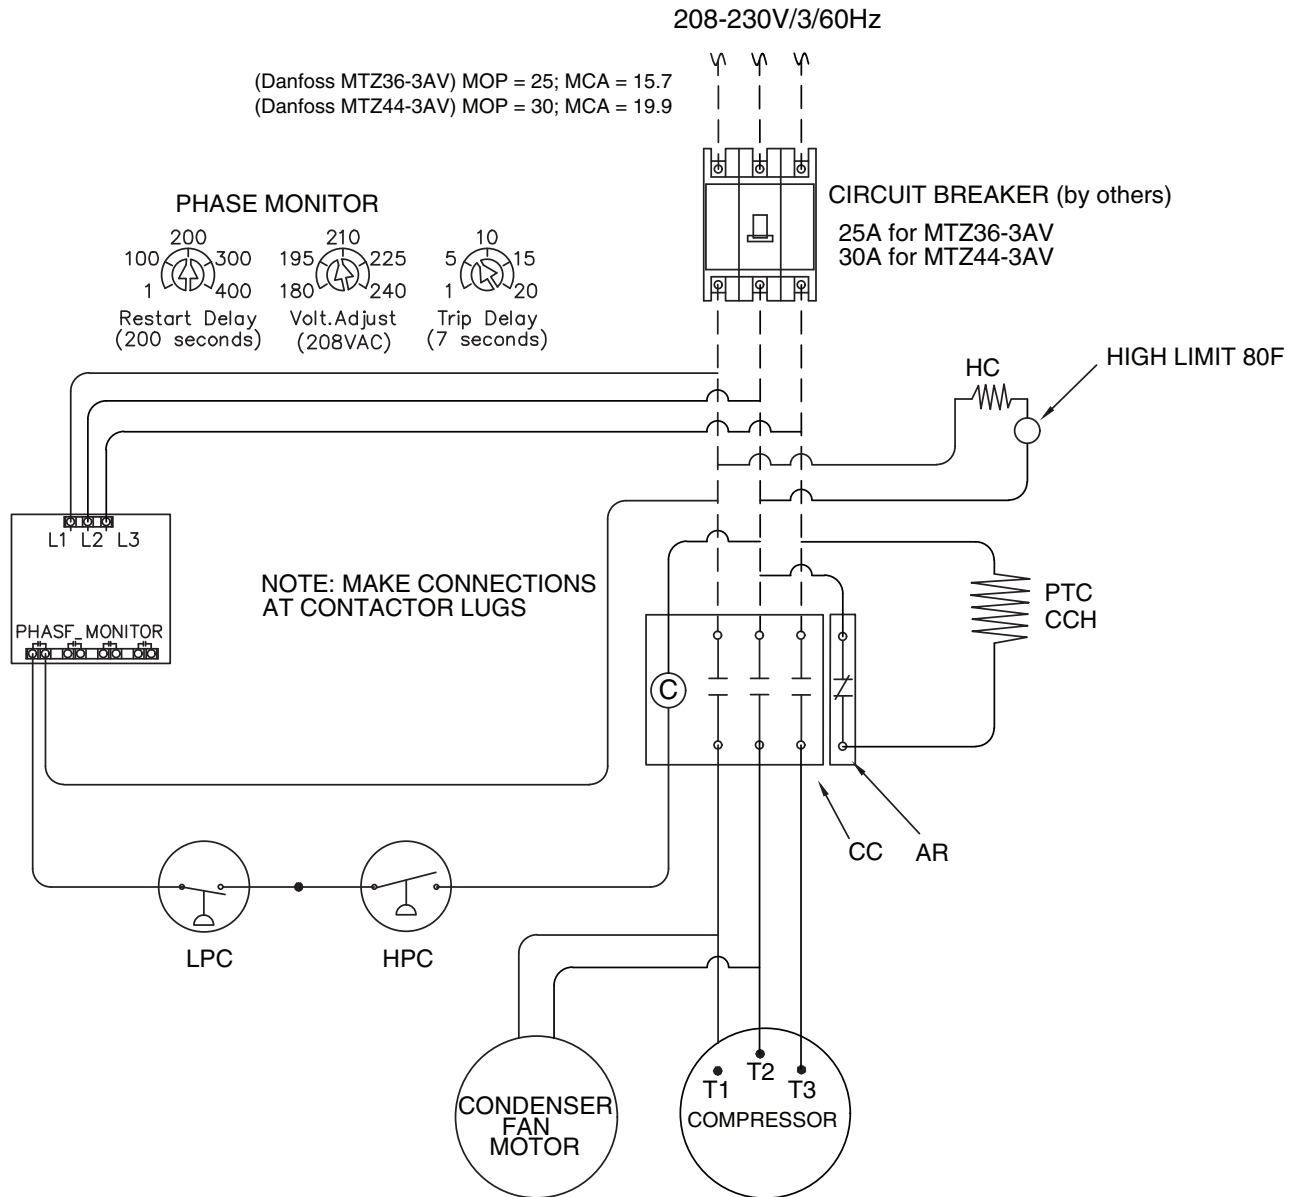 208-230V/3/60Hz
(Danfoss MTZ36-3AV) MOP = 25; MCA = 15.7
(Danfoss MTZ44-3AV) MOP = 30; MCA = 19.9
CIRCUIT BREAKER (by others)
25A for MTZ36-3AV
30A for MTZ44-3AV
PHASE MONITOR
200
100 300
1 400
Restart Delay
(200 seconds)
210
195 225
180 240
Volt.Adjust
(208VAC)
10
5 15
1 20
Trip Delay
(7 seconds)
HC
HIGH LIMIT 80F
L1 L2 L3
PHASF_MONITOR
NOTE: MAKE CONNECTIONS
AT CONTACTOR LUGS
PTC
CCH
C
CC
AR
LPC
HPC
CONDENSER
FAN
MOTOR
T1 T2 T3
COMPRESSOR